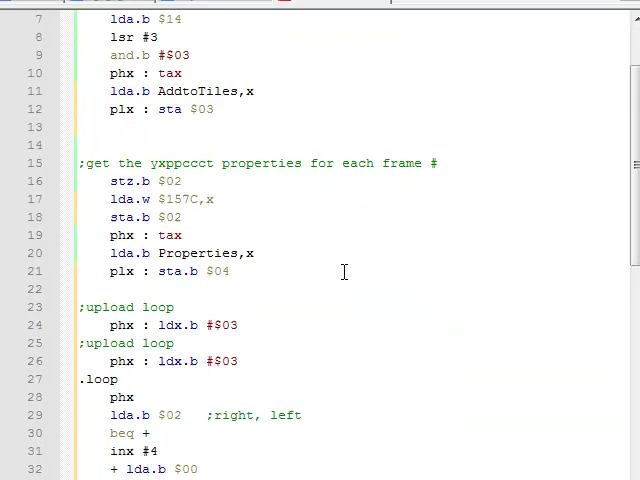 7 lda.b $14
8 lsr #3
9 and.b #$03
10 phx : tax
11 lda.b AddtoTiles,x
12 plx : sta $03
13
14
15 ;get the yxppccct properties for each frame #
16 stz.b $02
17 lda.w $157C,x
18 sta.b $02
19 phx : tax
20 lda.b Properties,x
21 plx : sta.b $04
22
23 ;upload loop
24 phx : ldx.b #$03
25 ;upload loop
26 phx : ldx.b #$03
27 .loop
28 phx
29 lda.b $02 ;right, left
30 beq +
31 inx #4
32 + lda.b $00